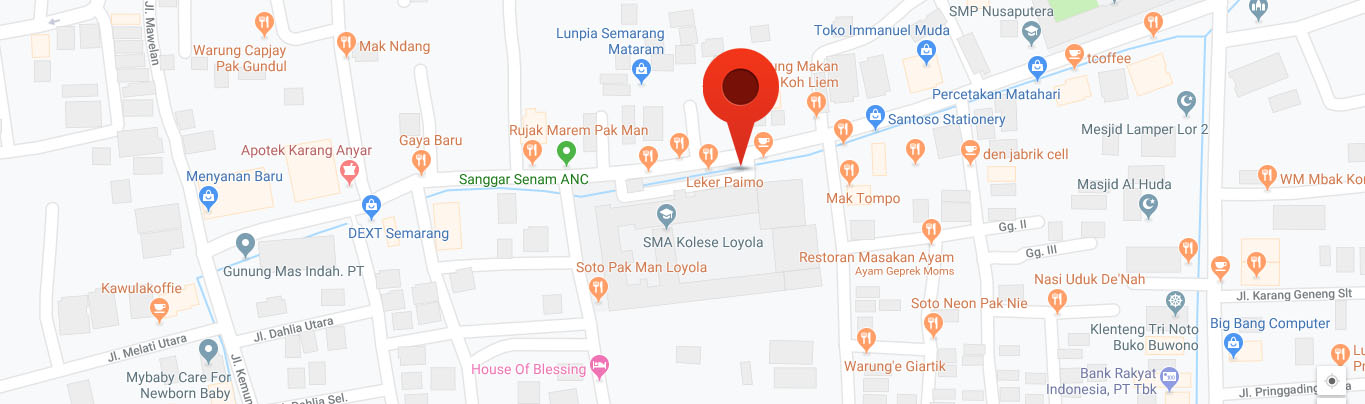 Jl. Mawelan
Warung Capjay
Pak Gundul
Mak Ndang
Lunpia Semarang
Mataram
ung Makan
Koh Liem
Toko Immanuel Muda
SMP Nusaputera
tcoffee
Percetakan Matahari
Santoso Stationery
Mesjid Lamper Lor 2
Apotek Karang Anyar
Gaya Baru
Rujak Marem Pak Man
Sanggar Senam ANC
Leker Paimo
den jabrik cell
Menyanan Baru
Mak Tompo
Masjid Al Huda
WM Mbak Kom
DEXT Semarang
SMA Kolese Loyola
Gg. II
Gg. III
Gunung Mas Indah. PT
Soto Pak Man Loyola
Restoran Masakan Ayam
Ayam Geprek Moms
Nasi Uduk De'Nah
Kawulakoffie
Soto Neon Pak Nie
Jl. Karang Geneng Slt
Jl. Dahlia Utara
Jl. Melati Utara
Klenteng Tri Noto
Buko Buwono
Big Bang Computer
Jl. Kemun
Mybaby Care For
Newborn Baby
House Of Blessing
Warung'e Giartik
Bank Rakyat
Indonesia, PT Tbk
Lu
Pr
Jl. Pringgading
Dahlia Sel.